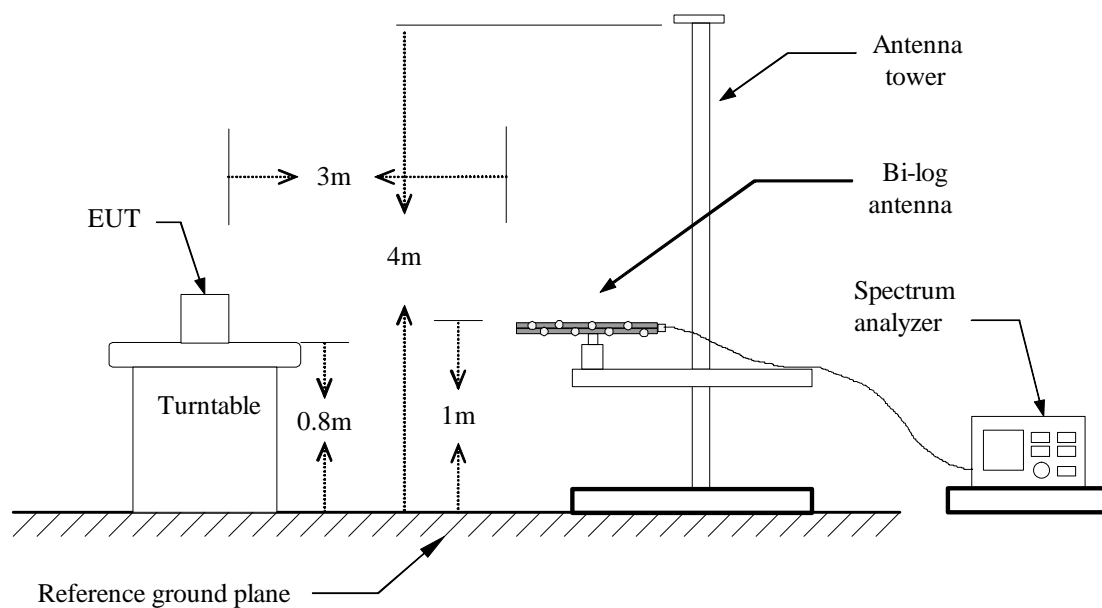 Antenna
tower
3m
Bi-log
antenna
EUT
4m
Spectrum
analyzer
Turntable
0.8m
1m
Reference ground plane